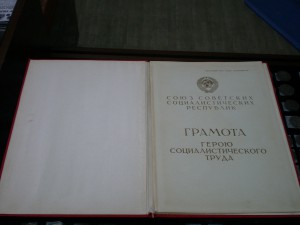 СОЮЗ СОВЕТСКИХ
СОЦИАЛИСТИЧЕСКИХ
РЕСПУБЛИК
ГРАМОТА
ГЕРОЮ
СОЦИАЛИСТИЧЕСКОГО
ТРУДА